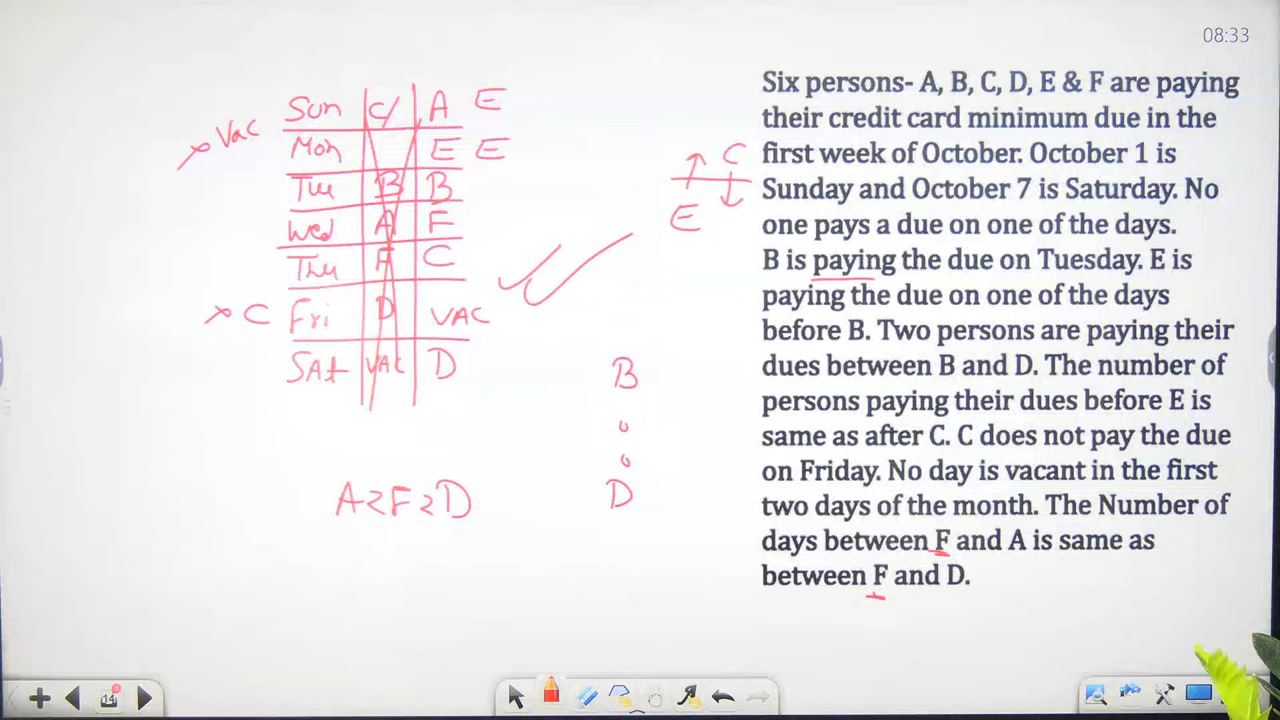 08:33
Six persons- A, B, C, D, E & F are paying
their credit card minimum due in the
first week of October. October 1 is
Sunday and October 7 is Saturday. No
one pays a due on one of the days.
B is paying the due on Tuesday. E is
paying the due on one of the days
before B. Two persons are paying their
dues between B and D. The number of
persons paying their dues before E is
same as after C. C does not pay the due
on Friday. No day is vacant in the first
two days of the month. The Number of
days between F and A is same as
between F and D.
Sun C/ A E
Vac Mon E E
Tue B B
Wed A F
Thu F C
C Fri D VAC
SAt VAC D
C
E
B
D
A F D
14